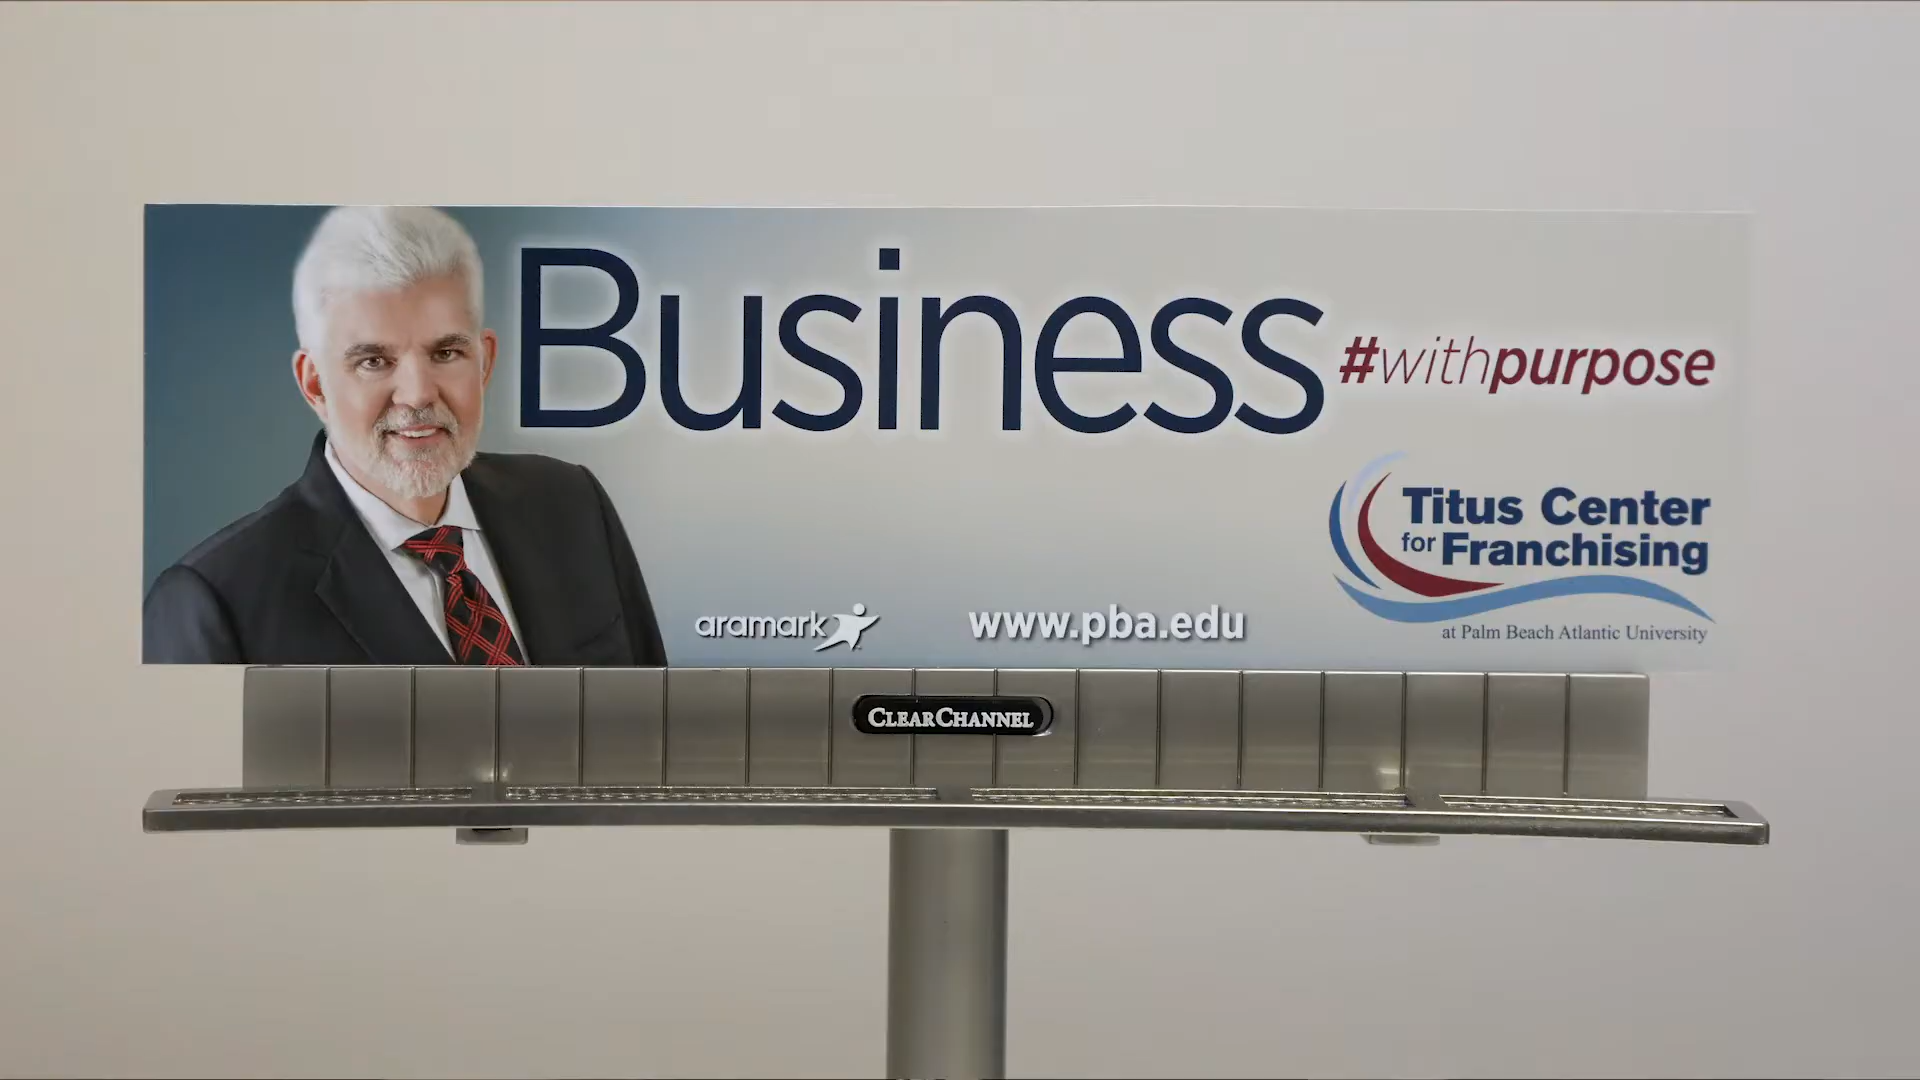 Business
#withpurpose
Titus Center
for Franchising
at Palm Beach Atlantic University
aramark
www.pba.edu
CLEARCHANNEL